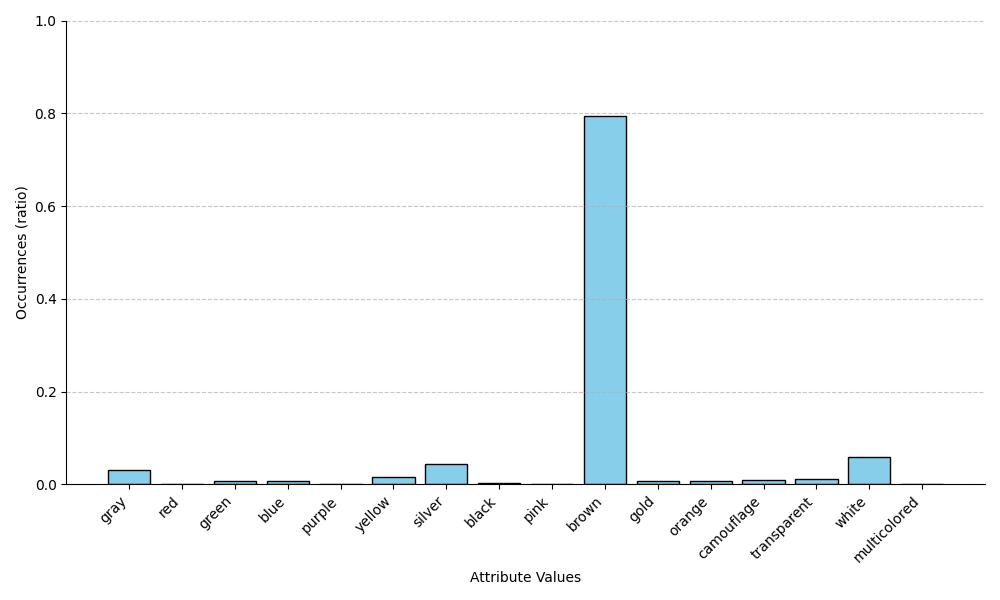 1.0
0.8
0.6
0.4
0.2
0.0
Occurrences (ratio)
gray
red
green
blue
purple
yellow
silver
black
pink
brown
gold
orange
camouflage
transparent
white
multicolored
Attribute Values